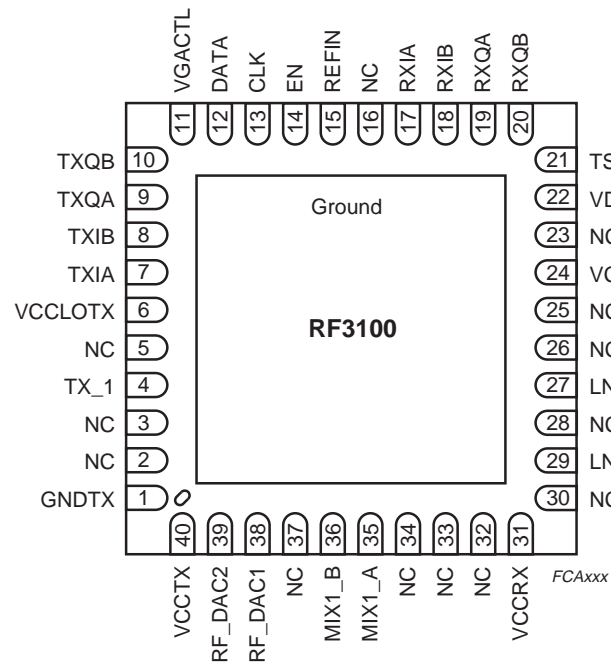 VGACTL
DATA
CLK
EN
REFIN
NC
RXIA
RXIB
RXQA
RXQB
11
12
13
14
15
16
17
18
19
20
TXQB 10
TXQA 9
TXIB 8
TXIA 7
VCCLOTX 6
NC 5
TX_1 4
NC 3
NC 2
GNDTX 1
Ground
RF3100
21
22
23
24
25
26
27
28
29
30
40
39
38
37
36
35
34
33
32
31
VCCTX
RF_DAC2
RF_DAC1
NC
MIX1_B
MIX1_A
NC
NC
NC
VCCRX
FCAxxx